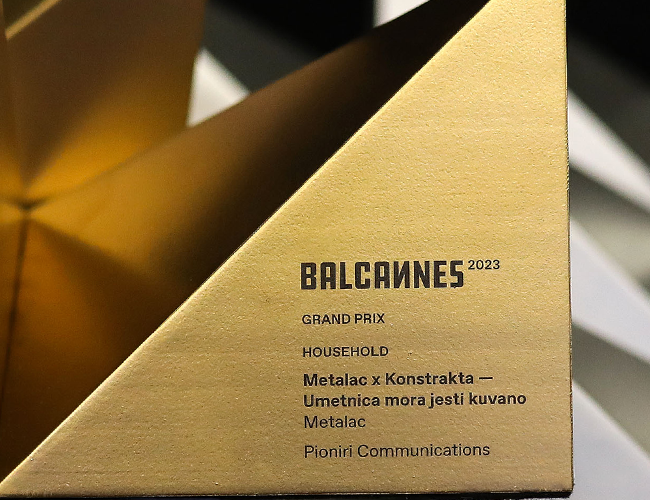 BALCANNES 2023
GRAND PRIX
HOUSEHOLD
Metalac x Konstrakta —
Umetnica mora jesti kuvano
Metalac
Pioniri Communications